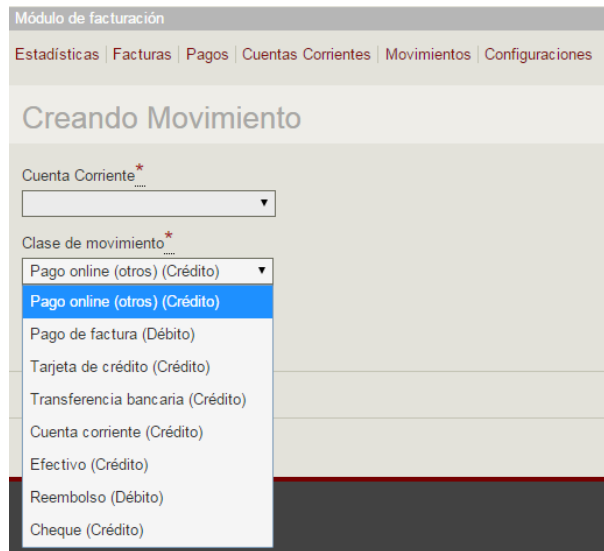 Módulo de facturación
Estadísticas | Facturas | Pagos | Cuentas Corrientes | Movimientos | Configuraciones
Creando Movimiento
Cuenta Corriente*
Clase de movimiento*
Pago online (otros) (Crédito)
Pago online (otros) (Crédito)
Pago de factura (Débito)
Tarjeta de crédito (Crédito)
Transferencia bancaria (Crédito)
Cuenta corriente (Crédito)
Efectivo (Crédito)
Reembolso (Débito)
Cheque (Crédito)